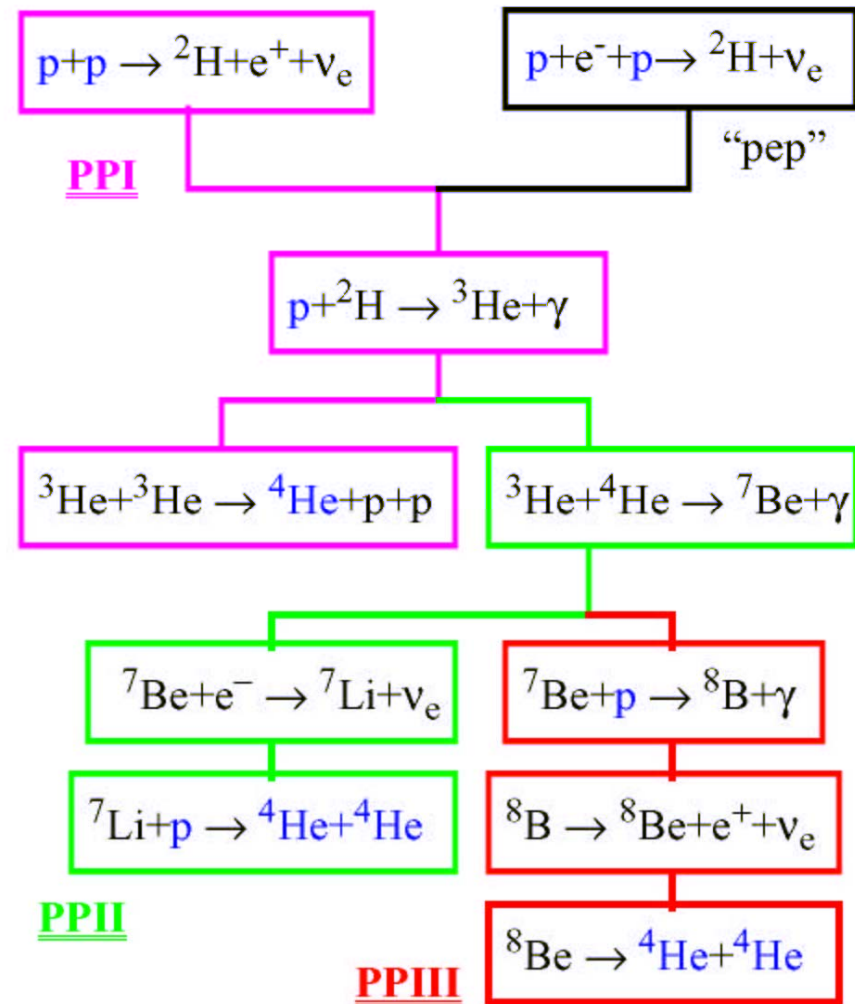 p+p → ²H+e⁺+νₑ
p+e⁻+p→ ²H+νₑ
“pep”
PPI
p+²H → ³He+γ
³He+³He → ⁴He+p+p
³He+⁴He → ⁷Be+γ
⁷Be+e⁻ → ⁷Li+νₑ
⁷Be+p → ⁸B+γ
⁷Li+p → ⁴He+⁴He
⁸B → ⁸Be+e⁺+νₑ
PPII
⁸Be → ⁴He+⁴He
PPIII